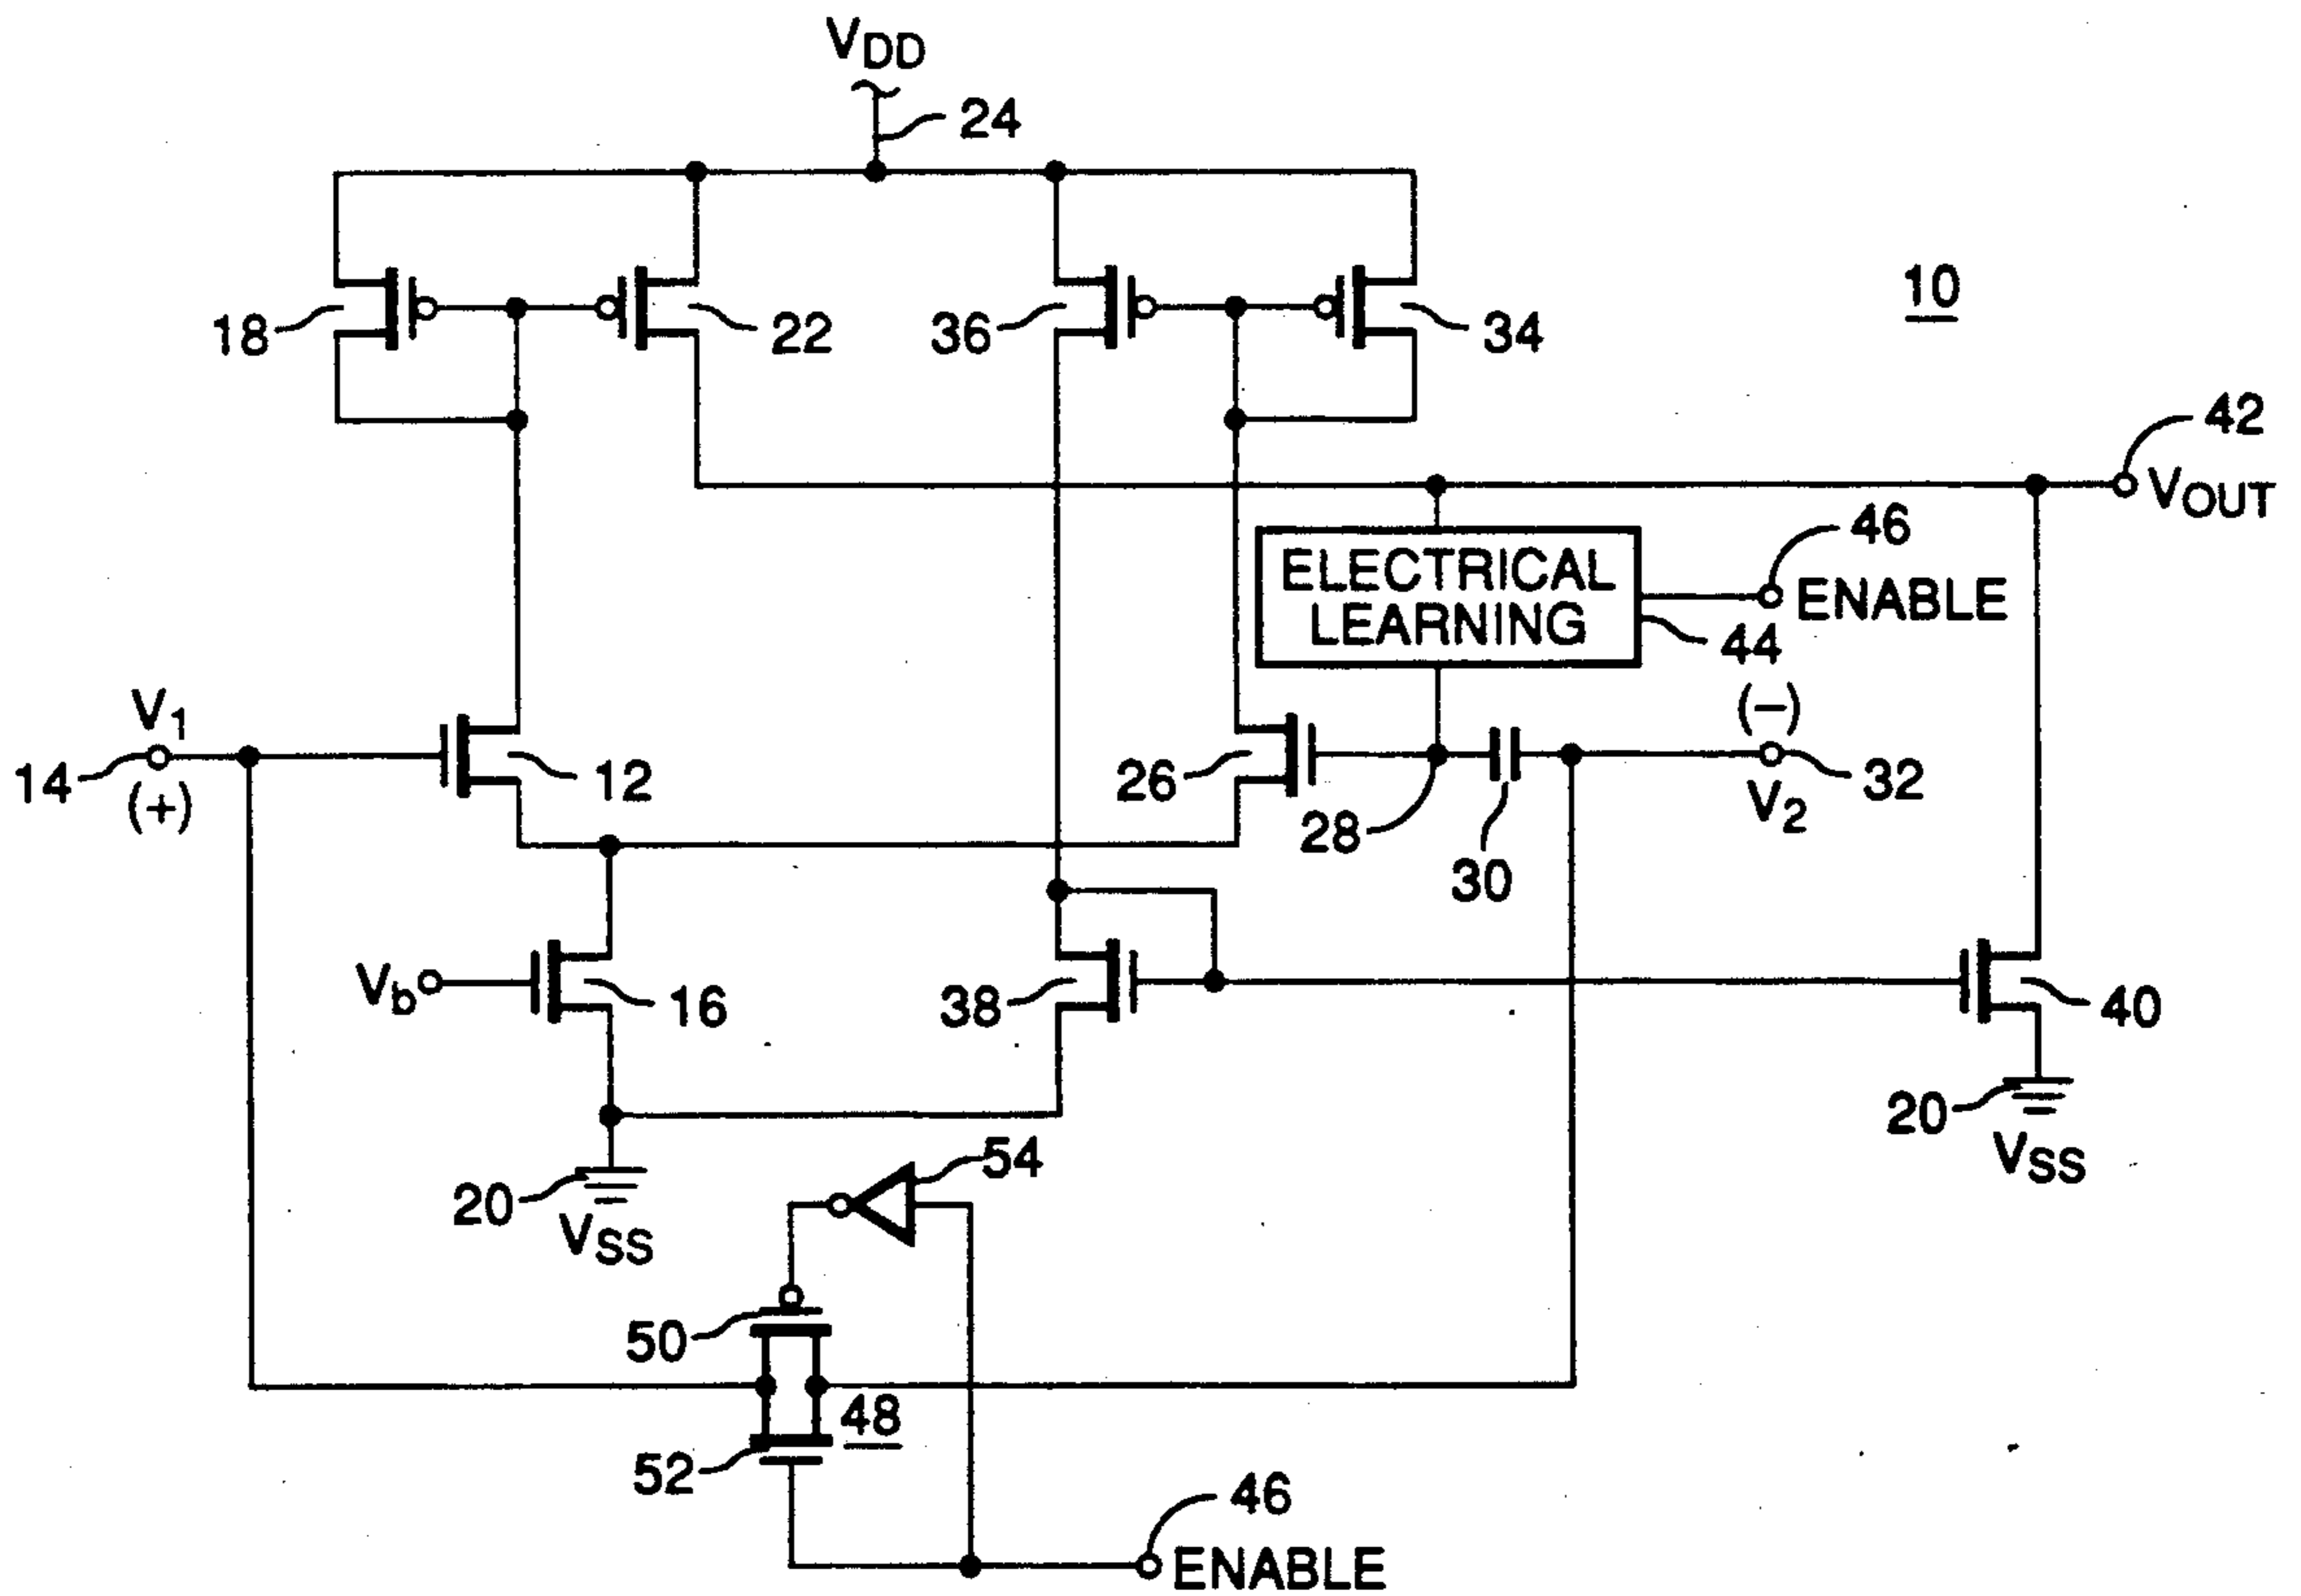 VDD
24
10
18
22
36
34
42
VOUT
46
ELECTRICAL
LEARNING
ENABLE
44
V1
14
(+)
12
26
28
30
(−)
32
V2
Vb
16
38
40
20
VSS
20
VSS
54
50
48
52
46
ENABLE